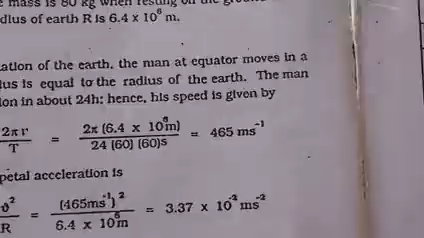 mass is 80 kg when resting on the
dius of earth R is 6.4 x 10⁶ m.
ation of the earth, the man at equator moves in a
ius is equal to the radius of the earth. The man
ion in about 24h; hence, his speed is given by
2π r / T = 2π (6.4 x 10⁶m) / 24 (60) (60)s = 465 ms⁻¹
petal acceleration is
ϑ² / R = (465ms⁻¹)² / 6.4 x 10⁶m = 3.37 x 10⁻² ms⁻²